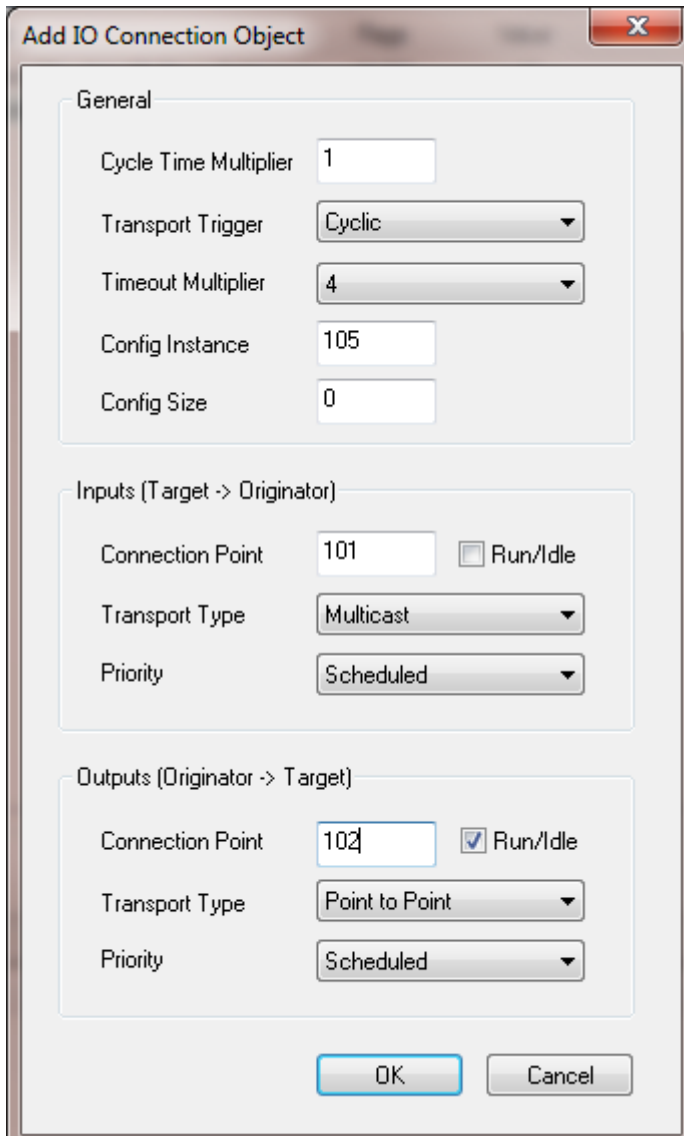 Add IO Connection Object
General
Cycle Time Multiplier 1
Transport Trigger Cyclic
Timeout Multiplier 4
Config Instance 105
Config Size 0
Inputs (Target -> Originator)
Connection Point 101 Run/Idle
Transport Type Multicast
Priority Scheduled
Outputs (Originator -> Target)
Connection Point 102 Run/Idle
Transport Type Point to Point
Priority Scheduled
OK Cancel